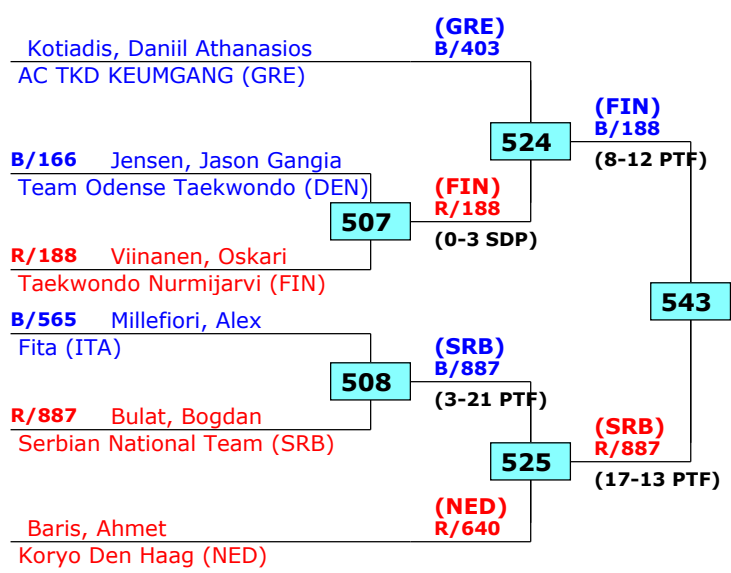 (GRE)
Kotiadis, Daniil Athanasios
B/403
AC TKD KEUMGANG (GRE)
(FIN)
B/188
524
(8-12 PTF)
B/166 Jensen, Jason Gangia
Team Odense Taekwondo (DEN)
(FIN)
R/188
507
(0-3 SDP)
R/188 Viinanen, Oskari
Taekwondo Nurmijarvi (FIN)
543
B/565 Millefiori, Alex
Fita (ITA)
(SRB)
B/887
508
(3-21 PTF)
R/887 Bulat, Bogdan
Serbian National Team (SRB)
(SRB)
R/887
525
(17-13 PTF)
(NED)
Baris, Ahmet
R/640
Koryo Den Haag (NED)